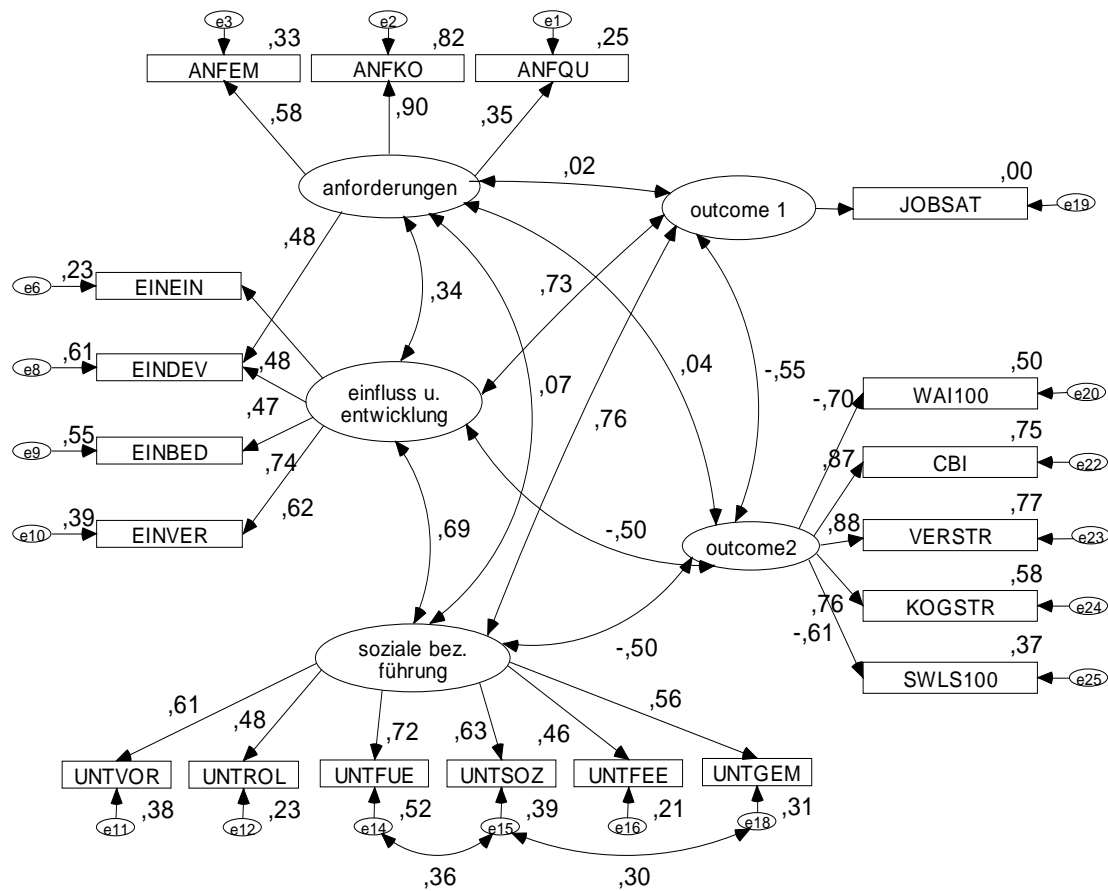 e3 e2 e1
,33 ,82 ,25
ANFEM ANFKO ANFQU
,58 ,90 ,35
anforderungen
,02
outcome 1
,00
JOBSAT
e19
,48
e6 ,23 EINEIN
,34
,73
e8 ,61 EINDEV
,48
,47
einfluss u.
entwicklung
,07
,04
-,55
,76
e9 ,55 EINBED
,74
e10 ,39 EINVER
,62
,69
-,50
-,70
,50
WAI100
e20
,87
,75
CBI
e22
outcome2
,88
,77
VERSTR
e23
,76
,58
KOGSTR
e24
-,61
,37
SWLS100
e25
soziale bez.
führung
-,50
,61 ,48 ,72 ,63 ,46 ,56
UNTVOR UNTROL UNTFUE UNTSOZ UNTFEE UNTGEM
e11 ,38 e12 ,23 e14 ,52 e15 ,39 e16 ,21 e18 ,31
,36 ,30